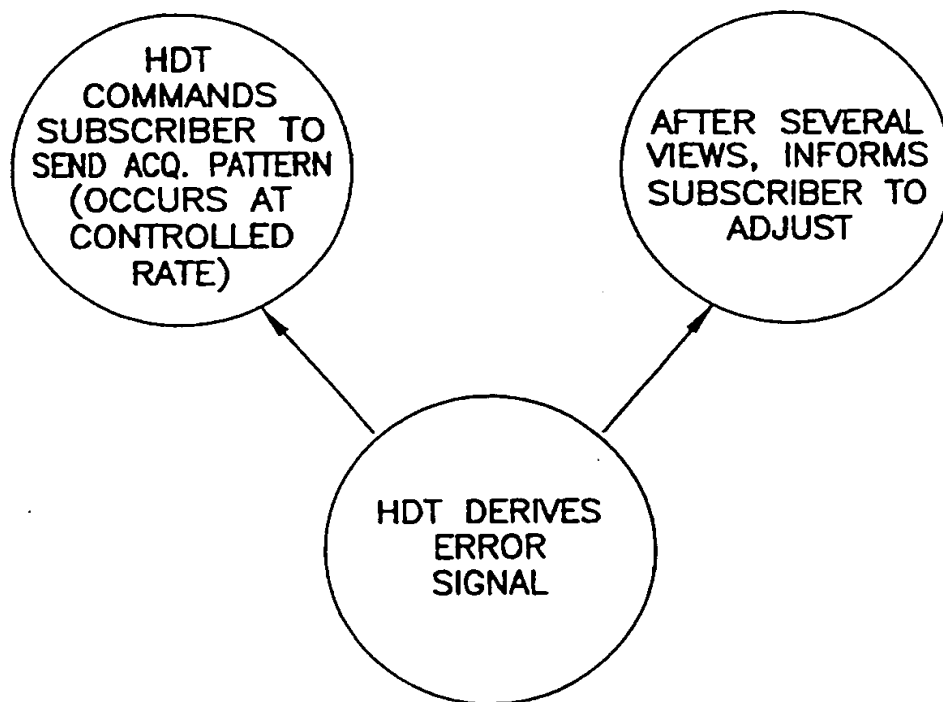 HDT
COMMANDS
SUBSCRIBER TO
SEND ACQ. PATTERN
(OCCURS AT
CONTROLLED
RATE)
AFTER SEVERAL
VIEWS, INFORMS
SUBSCRIBER TO
ADJUST
HDT DERIVES
ERROR
SIGNAL